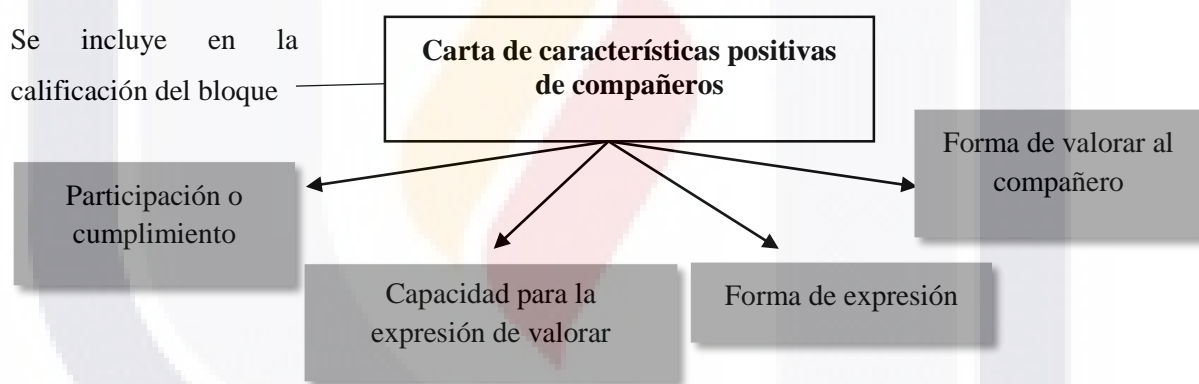 Se incluye en la
calificación del bloque
Carta de características positivas
de compañeros
Forma de valorar al
compañero
Participación o
cumplimiento
Capacidad para la
expresión de valorar
Forma de expresión